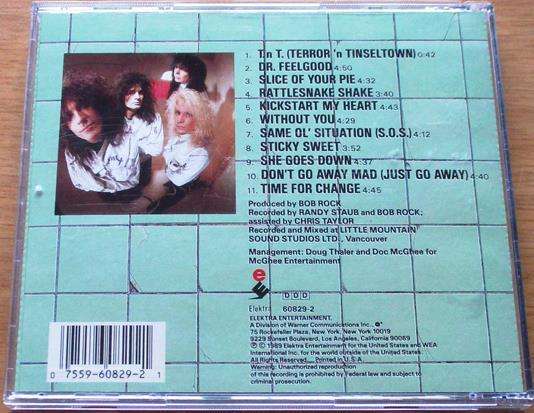 1. T.n T. (TERROR 'n TINSELTOWN) 0:42
2. DR. FEELGOOD 4:50
3. SLICE OF YOUR PIE 4:32
4. RATTLESNAKE SHAKE 3:40
5. KICKSTART MY HEART 4:43
6. WITHOUT YOU 4:29
7. SAME OL' SITUATION (S.O.S.) 4:12
8. STICKY SWEET 3:52
9. SHE GOES DOWN 4:37
10. DON'T GO AWAY MAD (JUST GO AWAY) 4:40
11. TIME FOR CHANGE 4:45
Produced by BOB ROCK
Recorded by RANDY STAUB and BOB ROCK;
assisted by CHRIS TAYLOR
Recorded and Mixed at LITTLE MOUNTAIN
SOUND STUDIOS LTD., Vancouver
Management: Doug Thaler and Doc McGhee for
McGhee Entertainment
e
DDD
Elektra 60829-2
ELEKTRA ENTERTAINMENT,
A Division of Warner Communications Inc.,
75 Rockefeller Plaza, New York, New York 10019
9229 Sunset Boulevard, Los Angeles, California 90069
℗ © 1989 Elektra Entertainment for the United States and WEA
International Inc. for the world outside of the United States.
All Rights Reserved. Printed in U.S.A.
Warning: Unauthorized reproduction
of this recording is prohibited by Federal law and subject to
criminal prosecution.
0 7559-60829-2 1